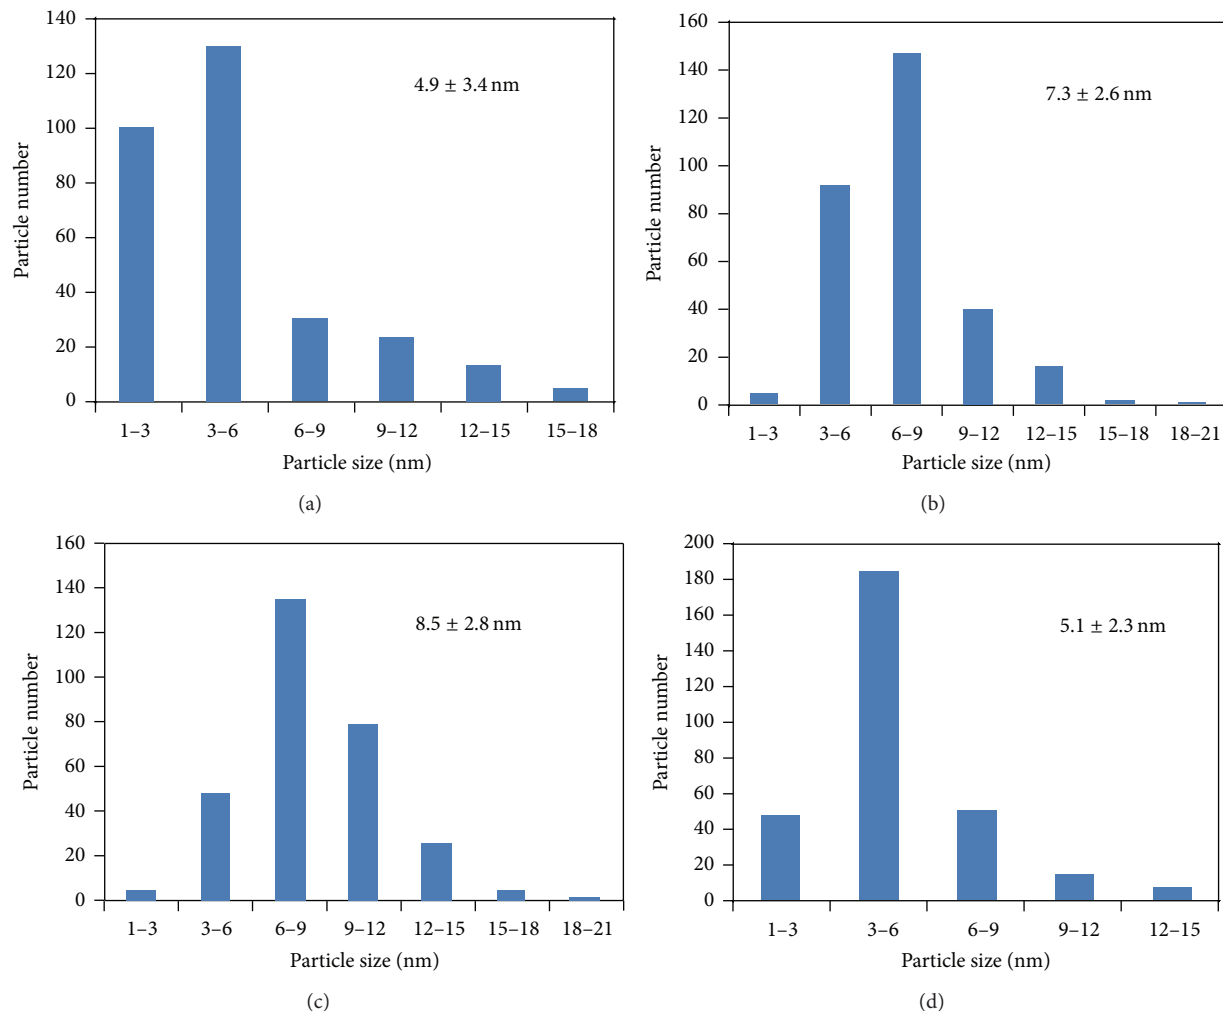 140
120
100
80
60
40
20
0
Particle number
4.9 ± 3.4 nm
1–3 3–6 6–9 9–12 12–15 15–18
Particle size (nm)
(a)
160
140
120
100
80
60
40
20
0
Particle number
7.3 ± 2.6 nm
1–3 3–6 6–9 9–12 12–15 15–18 18–21
Particle size (nm)
(b)
160
140
120
100
80
60
40
20
0
Particle number
8.5 ± 2.8 nm
1–3 3–6 6–9 9–12 12–15 15–18 18–21
Particle size (nm)
(c)
200
180
160
140
120
100
80
60
40
20
0
Particle number
5.1 ± 2.3 nm
1–3 3–6 6–9 9–12 12–15
Particle size (nm)
(d)